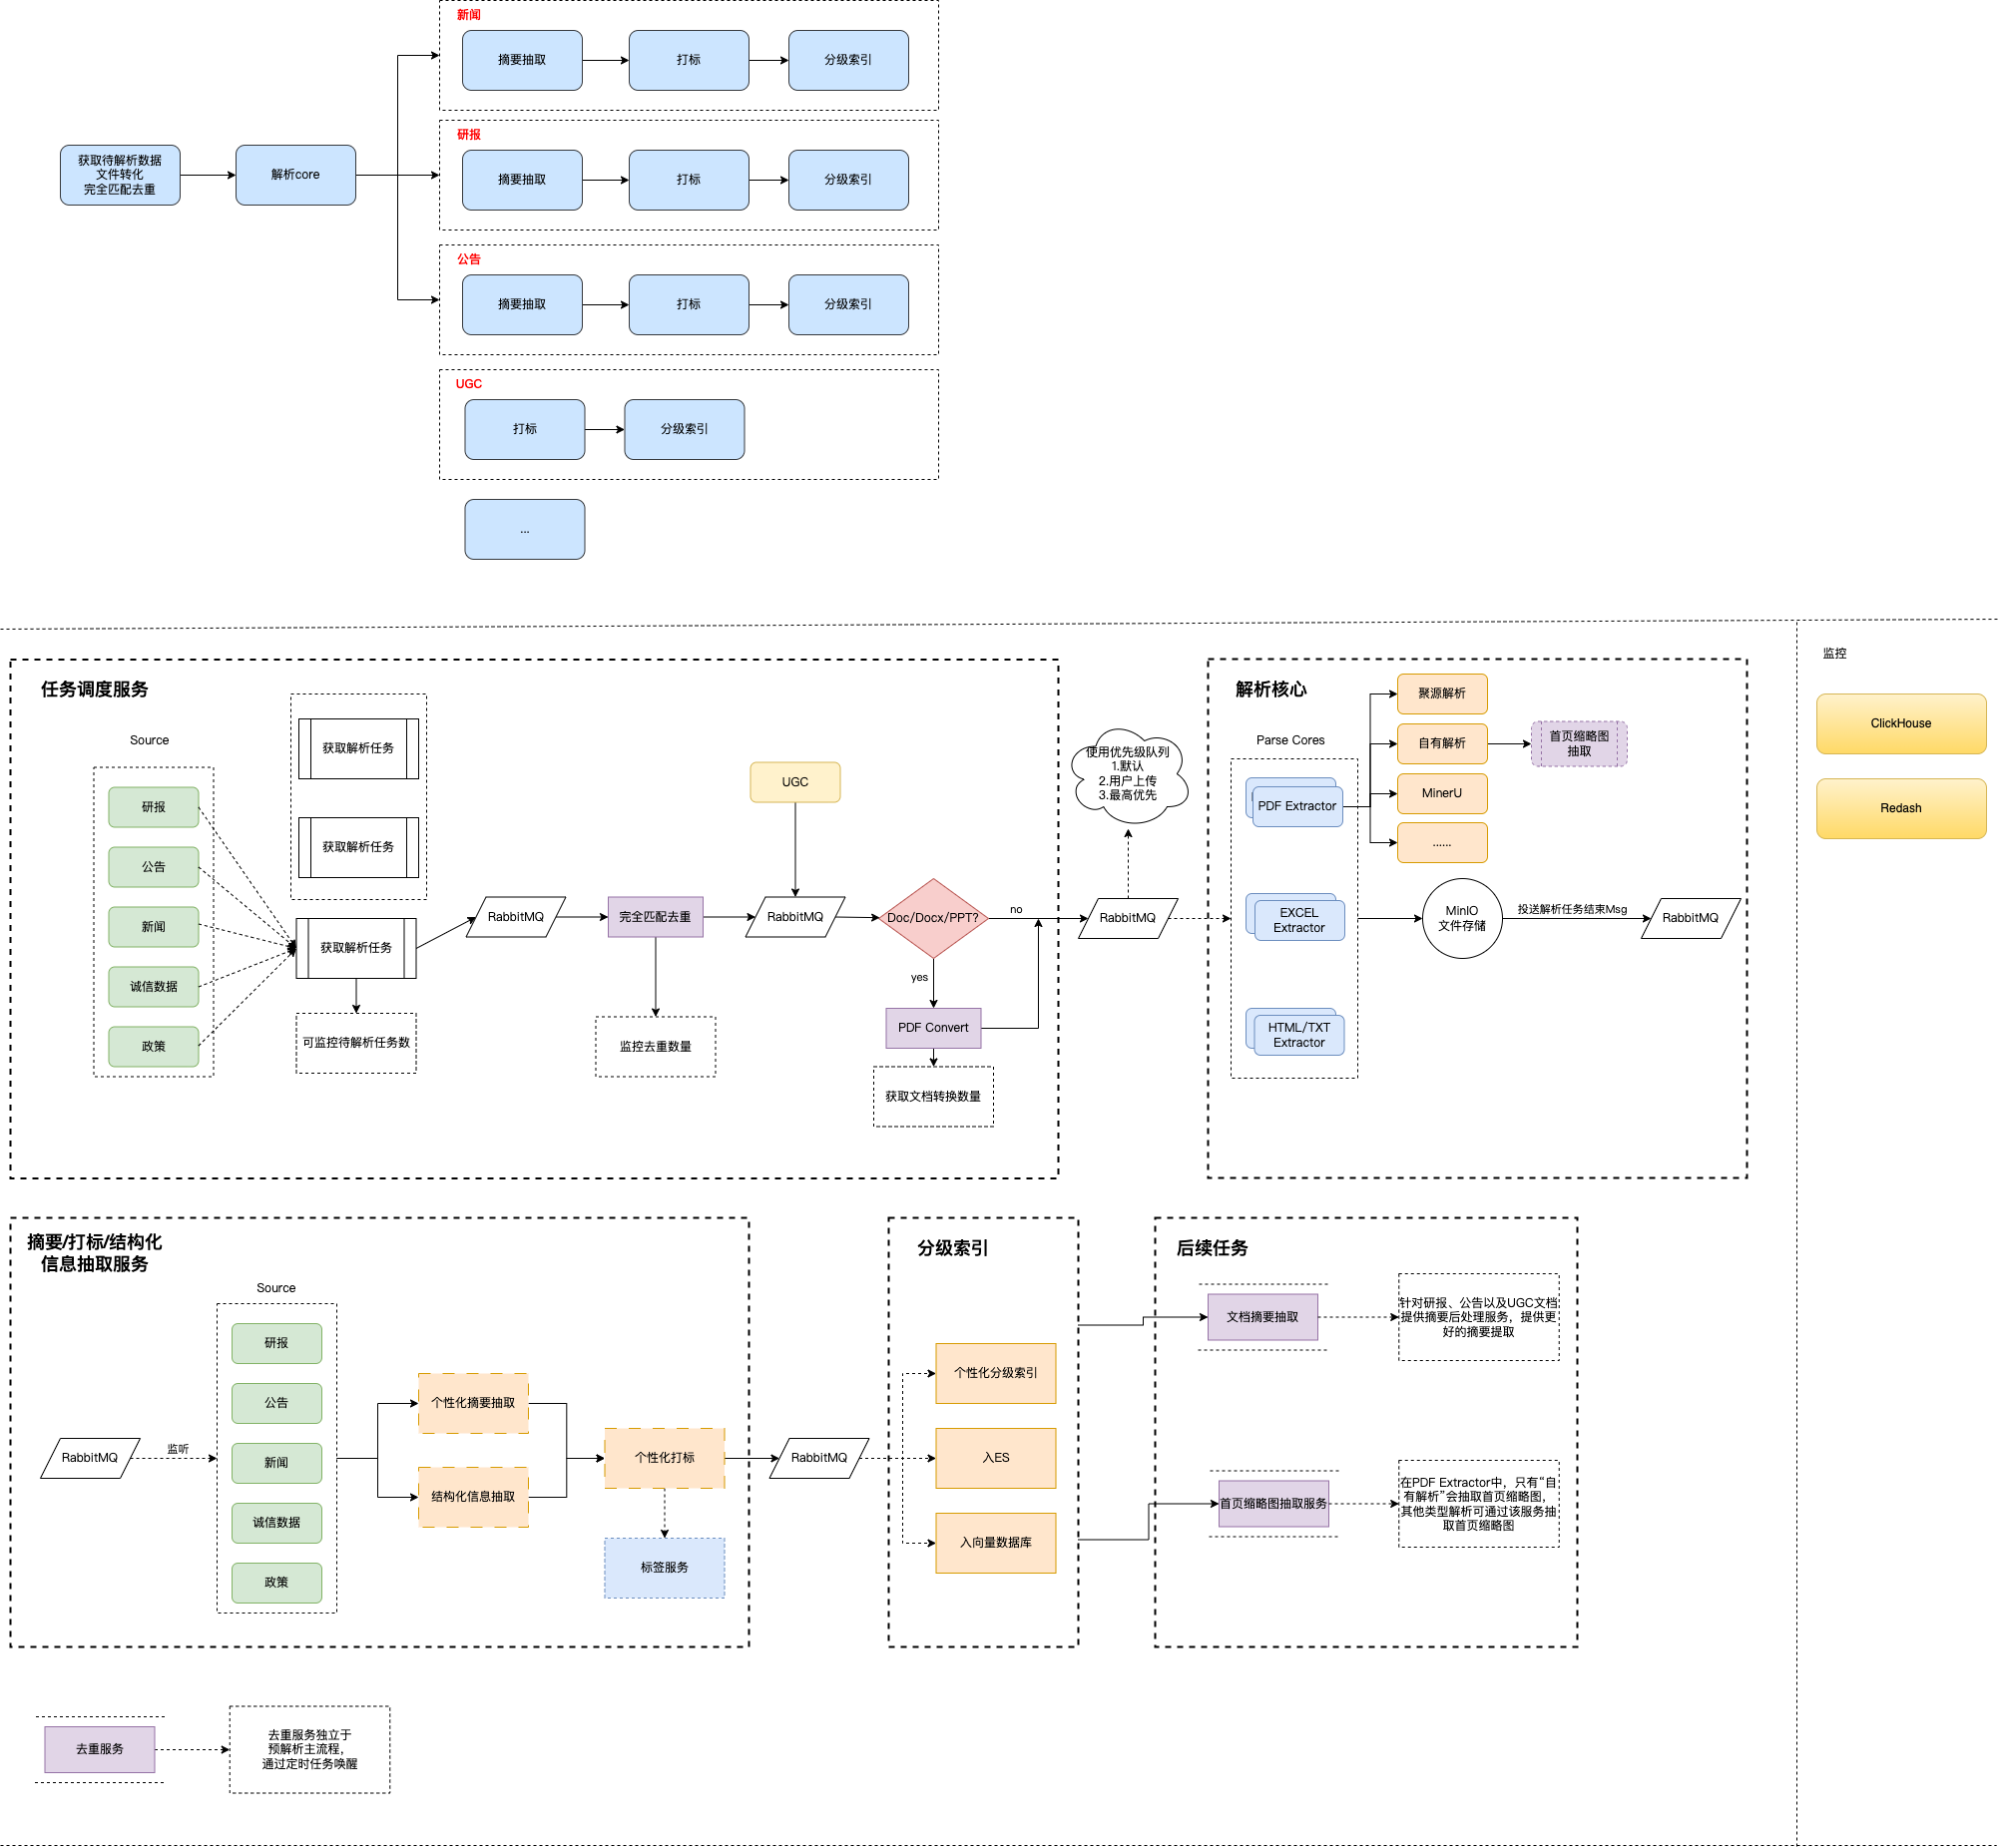 新闻
摘要抽取
打标
分级索引
研报
摘要抽取
打标
分级索引
获取待解析数据
文件转化
完全匹配去重
解析core
公告
摘要抽取
打标
分级索引
UGC
打标
分级索引
...
监控
ClickHouse
Redash
任务调度服务
Source
研报
公告
新闻
诚信数据
政策
获取解析任务
获取解析任务
获取解析任务
可监控待解析任务数
RabbitMQ
完全匹配去重
监控去重数量
UGC
RabbitMQ
Doc/Docx/PPT?
no
yes
PDF Convert
获取文档转换数量
使用优先级队列
1.默认
2.用户上传
3.最高优先
RabbitMQ
解析核心
Parse Cores
PDF Extractor
EXCEL
Extractor
HTML/TXT
Extractor
聚源解析
自有解析
MinerU
......
首页缩略图
抽取
MinIO
文件存储
投送解析任务结束Msg
RabbitMQ
摘要/打标/结构化
信息抽取服务
RabbitMQ
监听
Source
研报
公告
新闻
诚信数据
政策
个性化摘要抽取
结构化信息抽取
个性化打标
标签服务
RabbitMQ
分级索引
个性化分级索引
入ES
入向量数据库
后续任务
文档摘要抽取
针对研报、公告以及UGC文档
提供摘要后处理服务，提供更
好的摘要提取
首页缩略图抽取服务
在PDF Extractor中，只有“自
有解析”会抽取首页缩略图，
其他类型解析可通过该服务抽
取首页缩略图
去重服务
去重服务独立于
预解析主流程，
通过定时任务唤醒